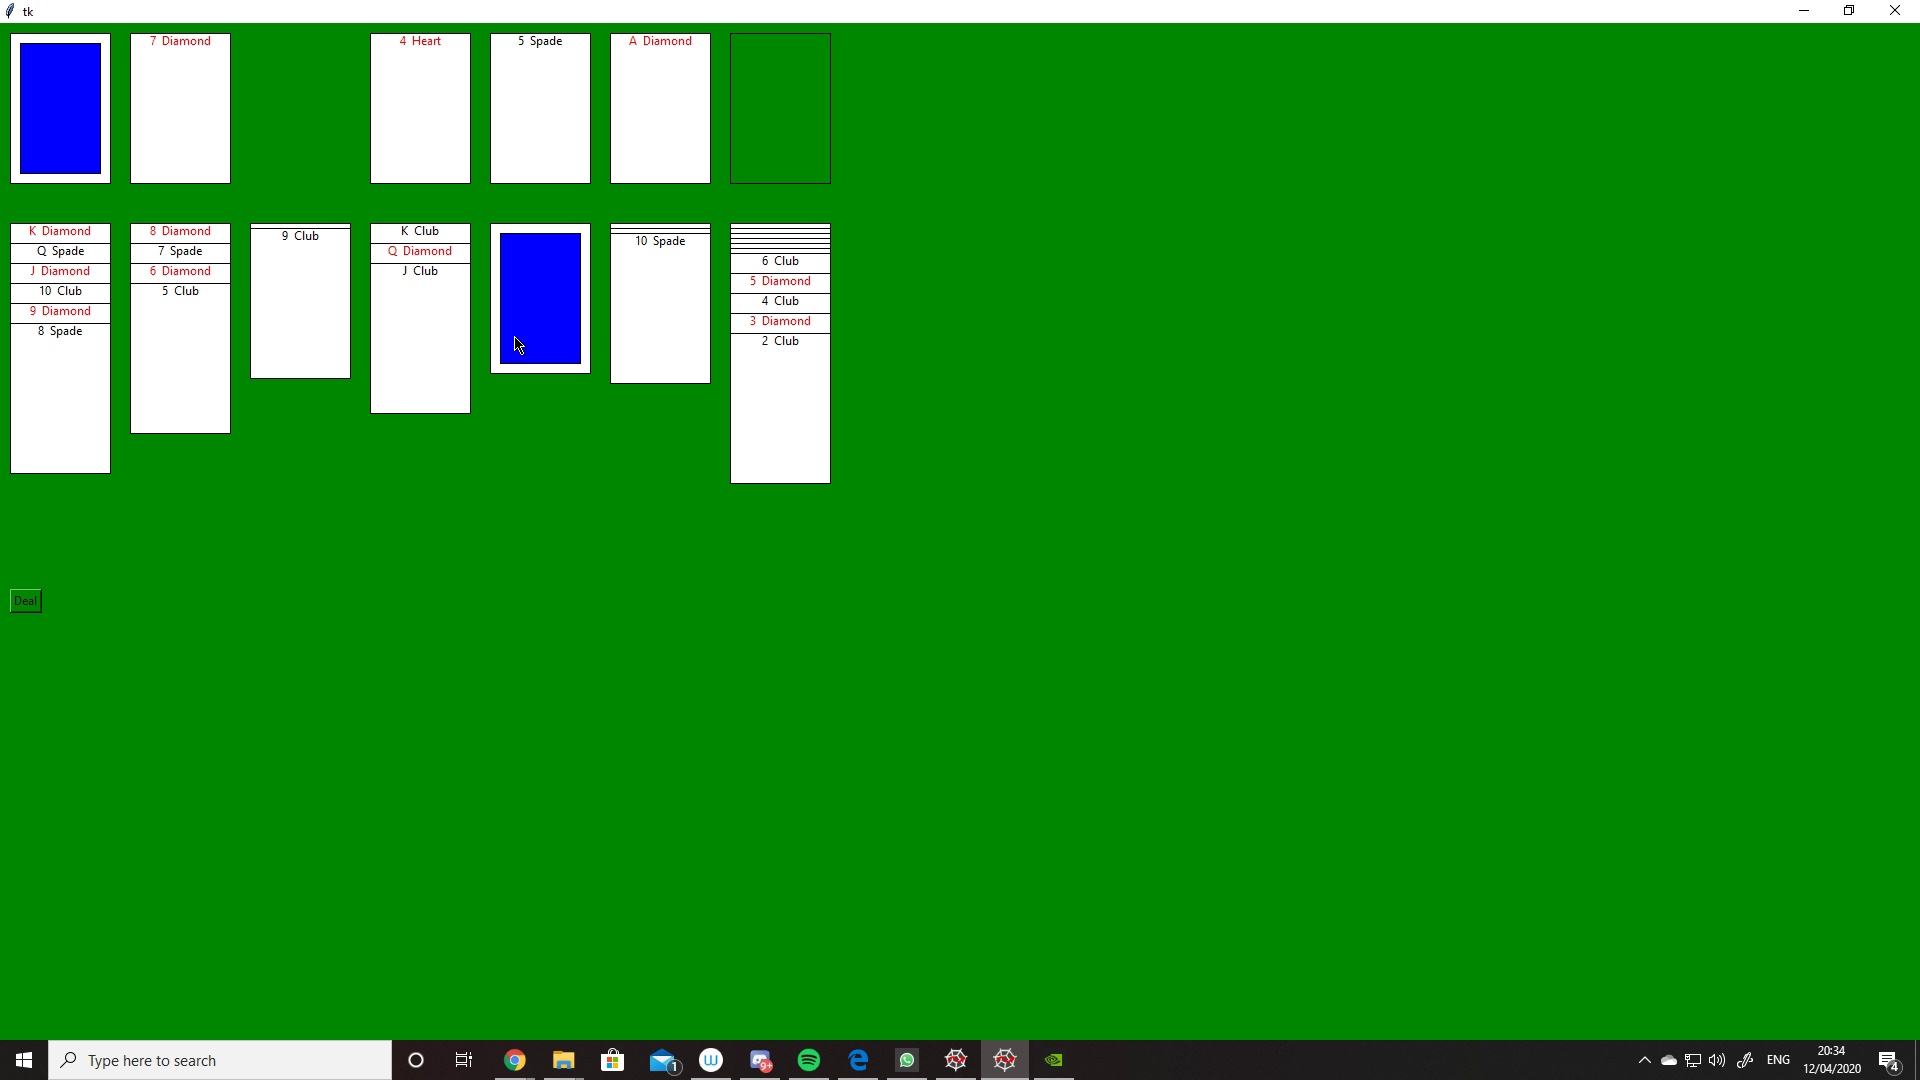 tk
7 Diamond
4 Heart
5 Spade
A Diamond
K Diamond
Q Spade
J Diamond
10 Club
9 Diamond
8 Spade
8 Diamond
7 Spade
6 Diamond
5 Club
9 Club
K Club
Q Diamond
J Club
10 Spade
6 Club
5 Diamond
4 Club
3 Diamond
2 Club
Deal
Type here to search
1
W
9+
ENG
20:34
12/04/2020
4